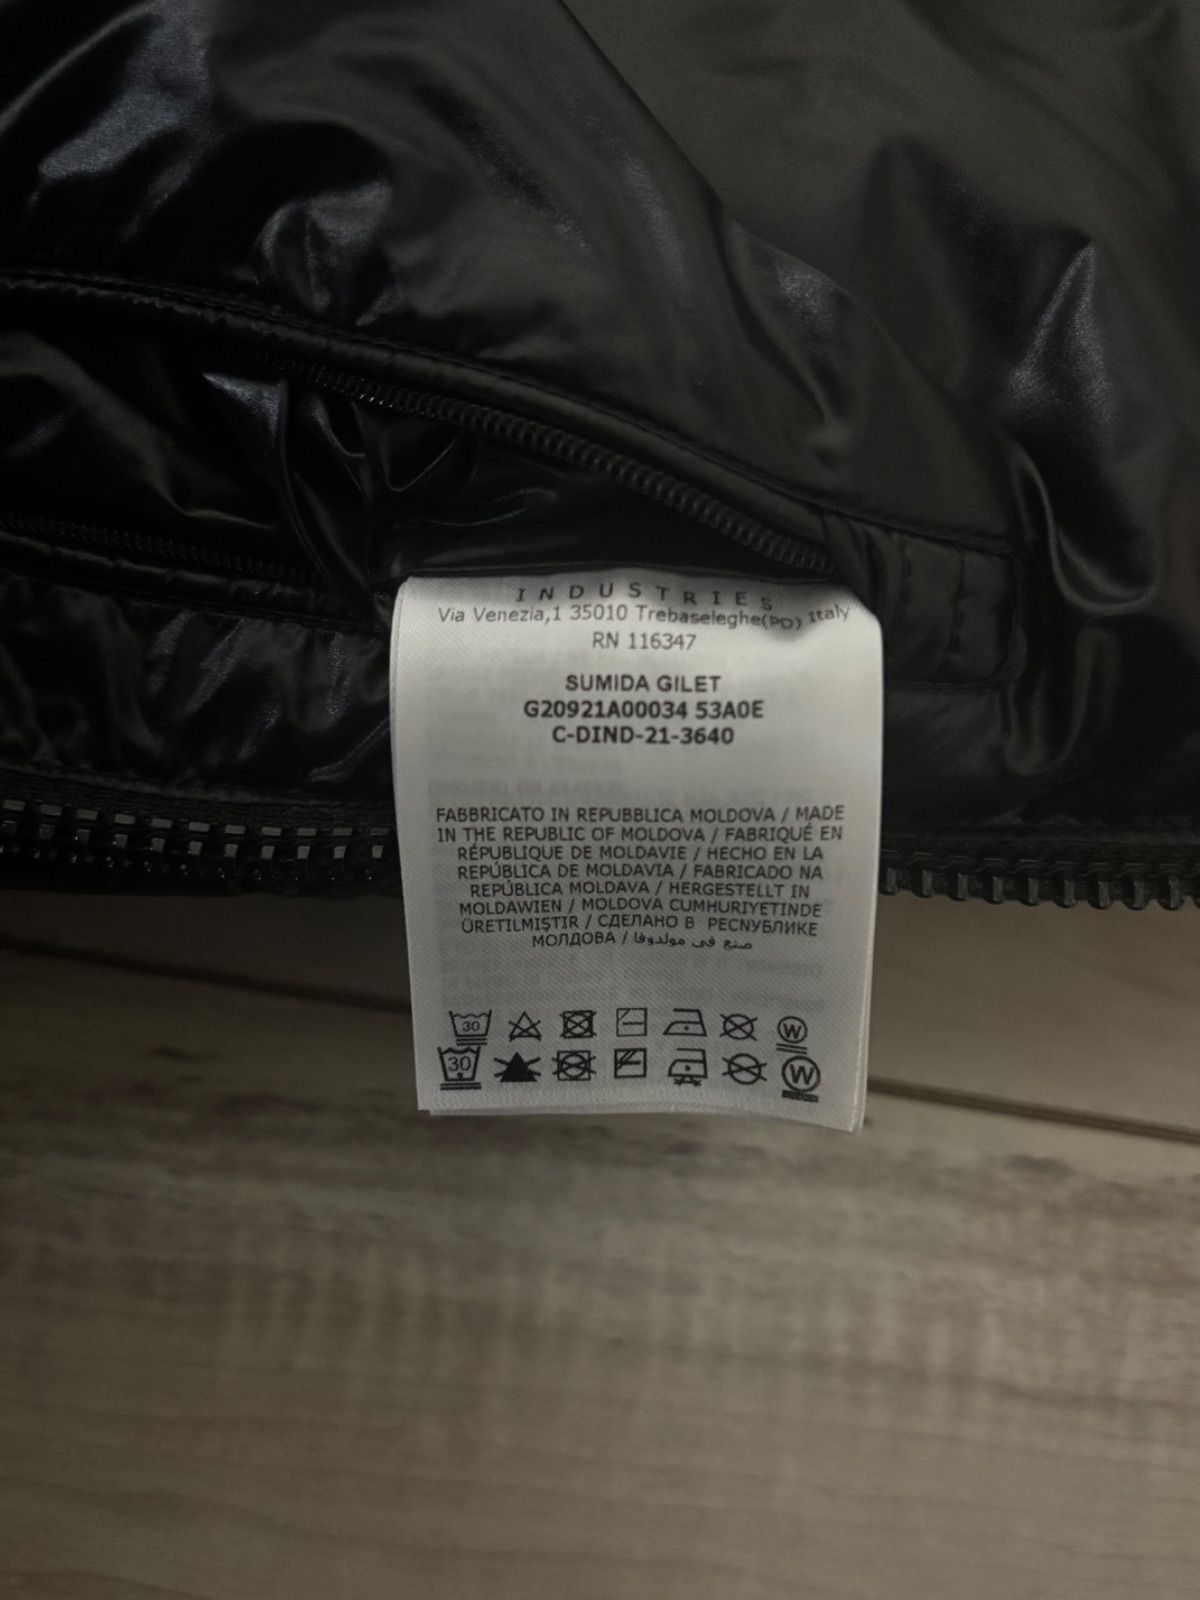 INDUSTRIES
Via Venezia,1 35010 Trebaseleghe(PD) Italy
RN 116347
SUMIDA GILET
G20921A00034 53A0E
C-DIND-21-3640
FABBRICATO IN REPUBBLICA MOLDOVA / MADE
IN THE REPUBLIC OF MOLDOVA / FABRIQUÉ EN
RÉPUBLIQUE DE MOLDAVIE / HECHO EN LA
REPÚBLICA DE MOLDAVIA / FABRICADO NA
REPÚBLICA MOLDAVA / HERGESTELLT IN
MOLDAWIEN / MOLDOVA CUMHURIYETINDE
ÜRETILMIŞTIR / СДЕЛАНО В РЕСПУБЛИКЕ
МОЛДОВА / صنع في مولدوفا
30 W
30 W